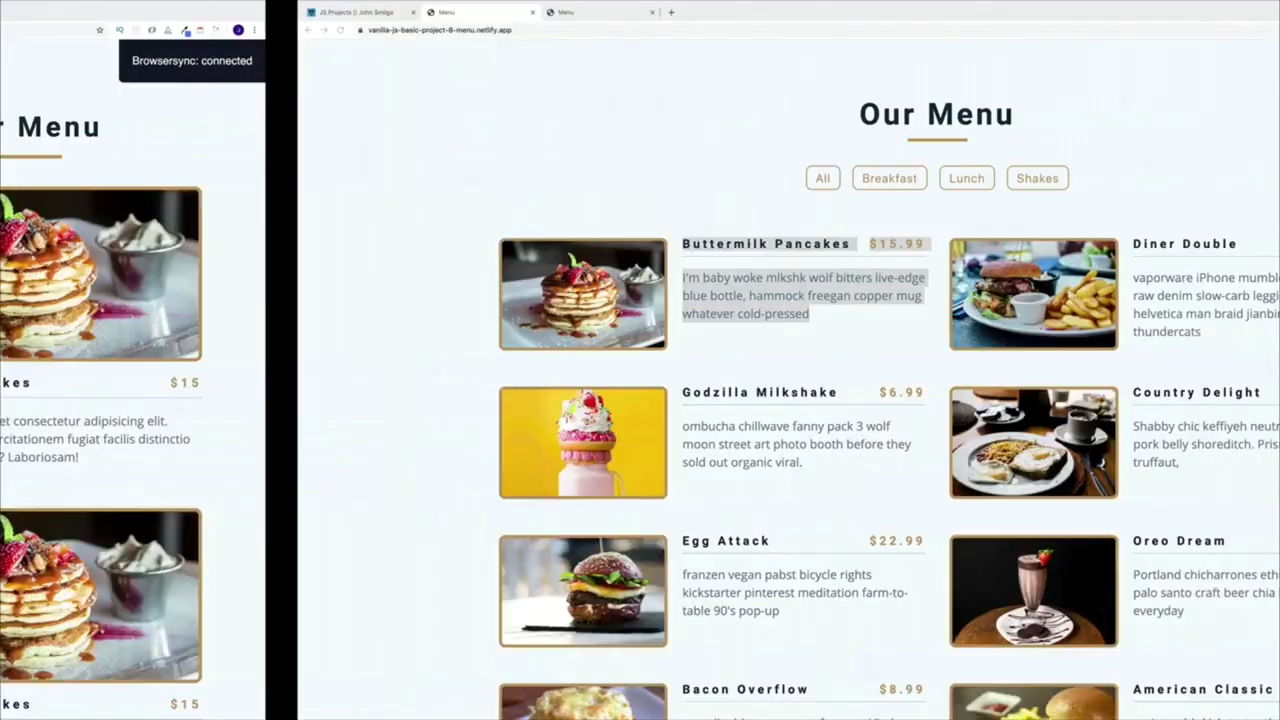 Browsersync: connected
r Menu
kes $15
et consectetur adipisicing elit.
rcitationem fugiat facilis distinctio
? Laboriosam!
kes $15
JS Projects || John Smilga
Menu
Menu
vanilla-js-basic-project-8-menu.netlify.app
Our Menu
All Breakfast Lunch Shakes
Buttermilk Pancakes $15.99
I'm baby woke mlkshk wolf bitters live-edge
blue bottle, hammock freegan copper mug
whatever cold-pressed
Diner Double
vaporware iPhone mumbl
raw denim slow-carb leggi
helvetica man braid jianbin
thundercats
Godzilla Milkshake $6.99
ombucha chillwave fanny pack 3 wolf
moon street art photo booth before they
sold out organic viral.
Country Delight
Shabby chic keffiyeh neutr
pork belly shoreditch. Pris
truffaut,
Egg Attack $22.99
franzen vegan pabst bicycle rights
kickstarter pinterest meditation farm-to-
table 90's pop-up
Oreo Dream
Portland chicharrones eth
palo santo craft beer chia
everyday
Bacon Overflow $8.99
American Classic